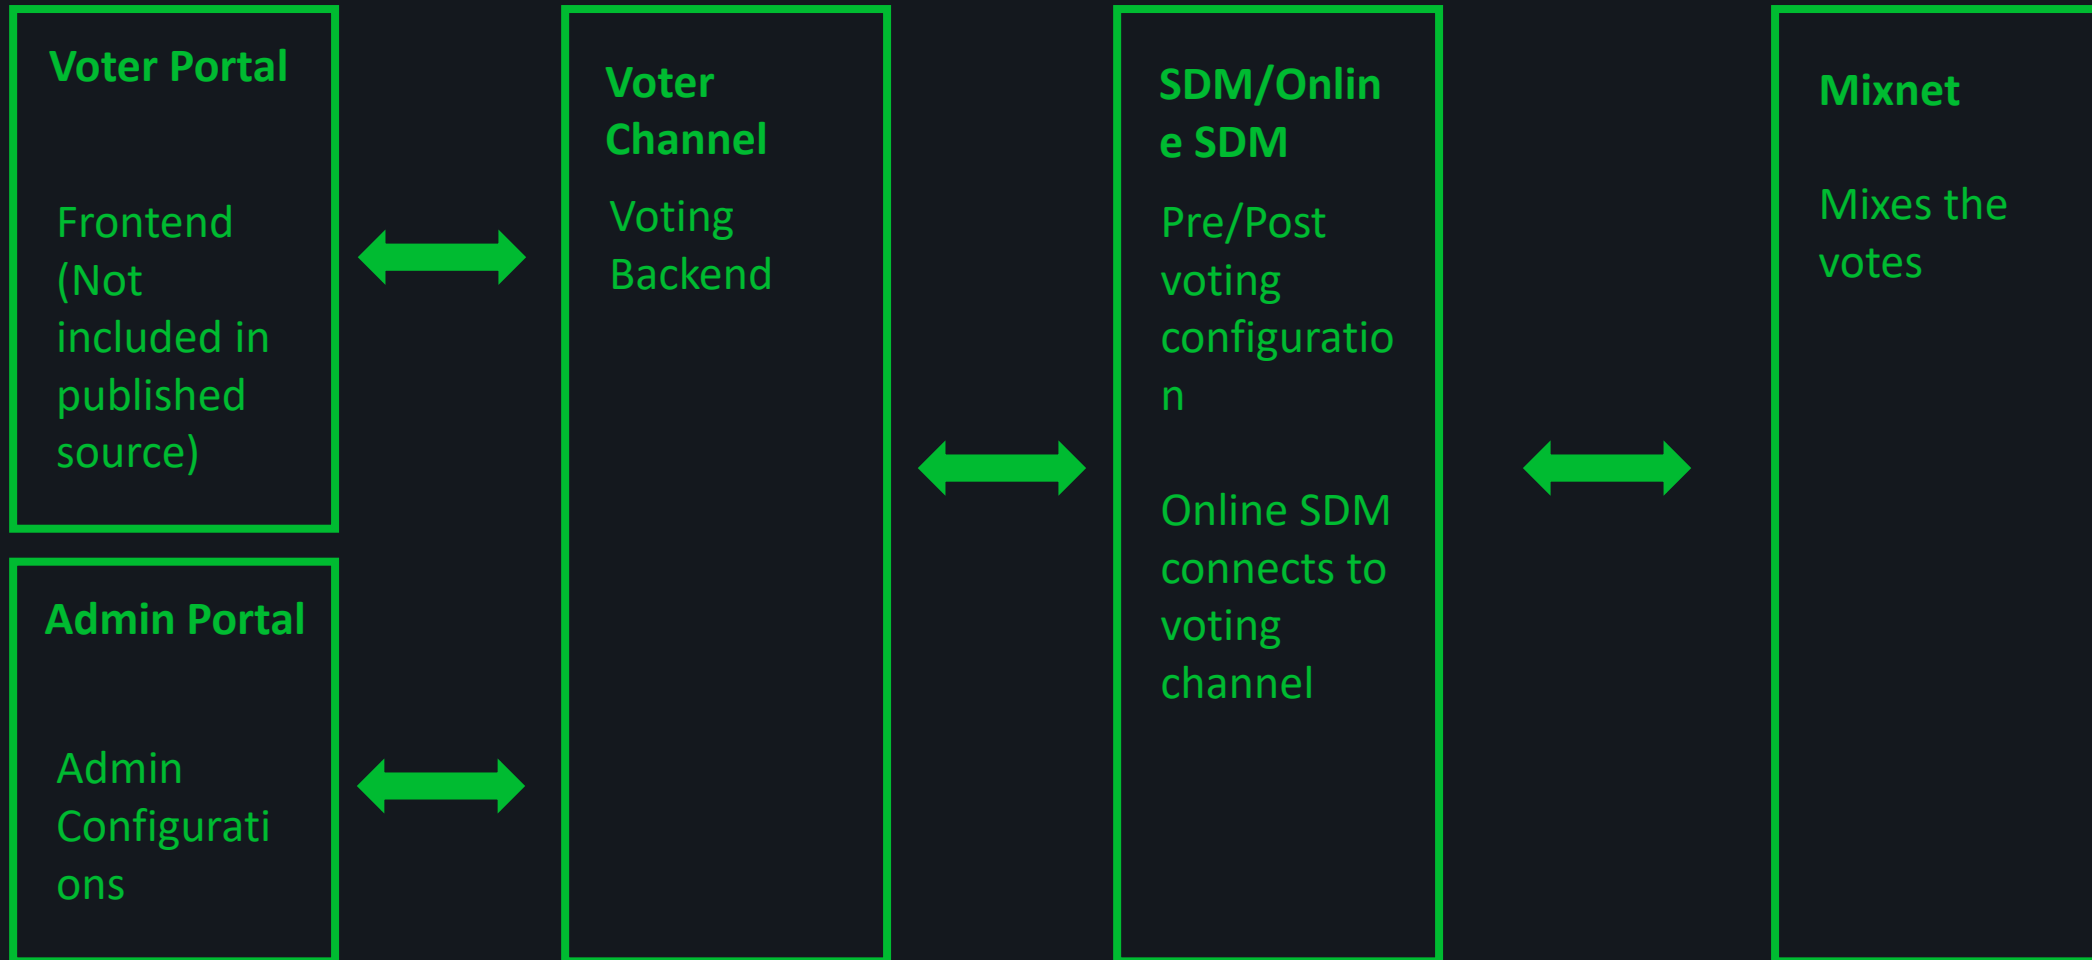 Voter Portal
Frontend
(Not
included in
published
source)
Admin Portal
Admin
Configurati
ons
Voter
Channel
Voting
Backend
SDM/Onlin
e SDM
Pre/Post
voting
configuratio
n
Online SDM
connects to
voting
channel
Mixnet
Mixes the
votes